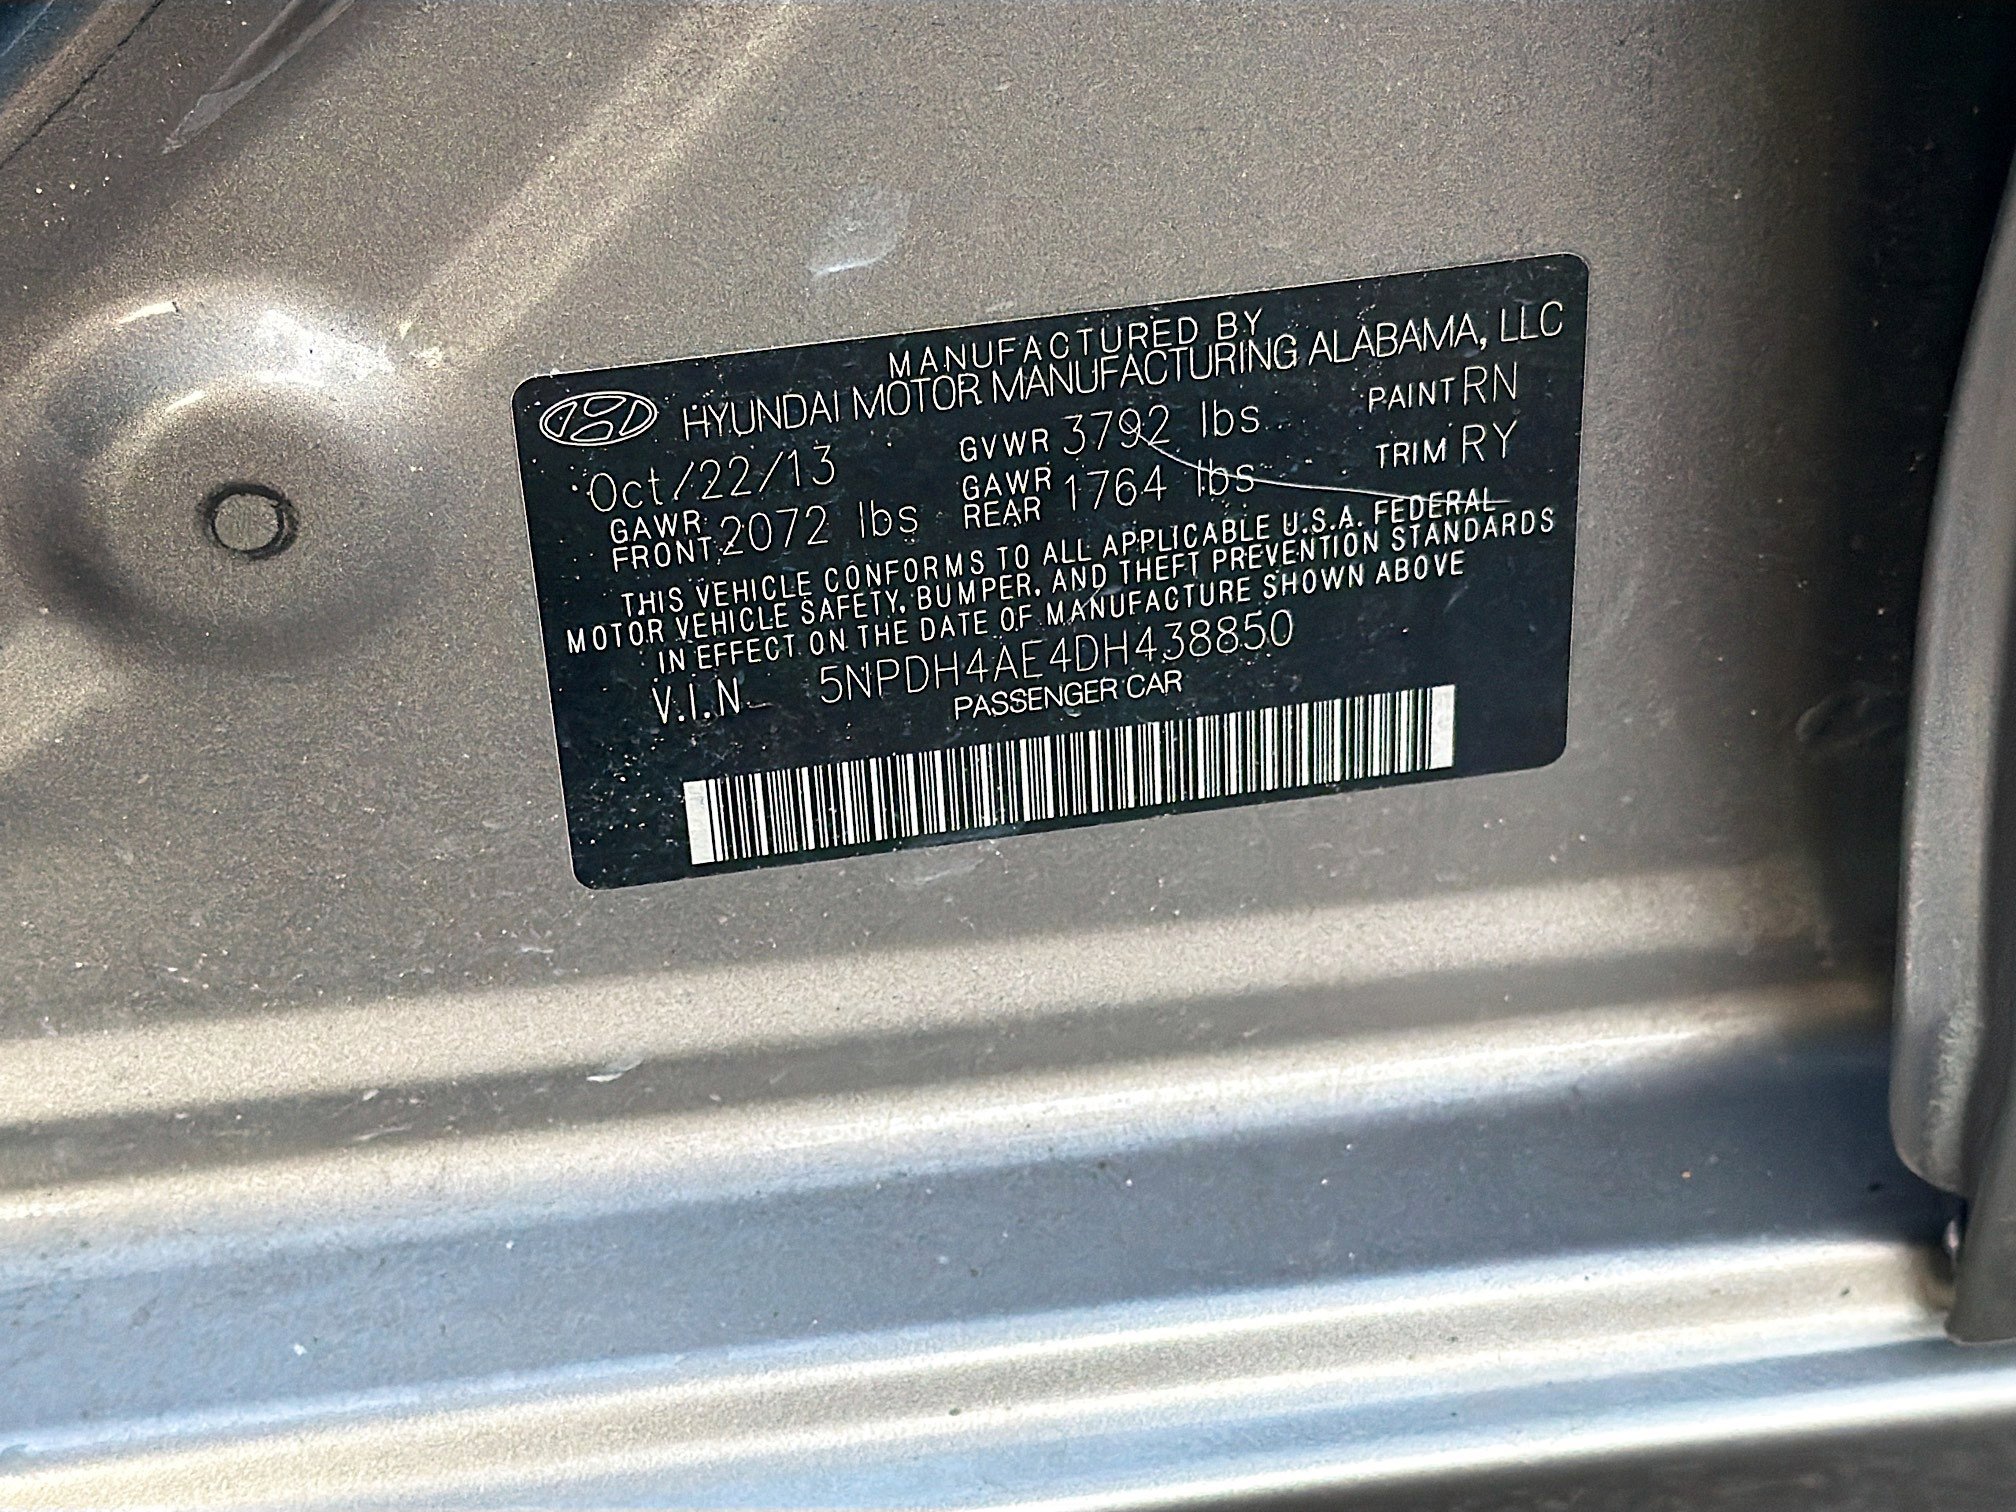 MANUFACTURED BY
HYUNDAI MOTOR MANUFACTURING ALABAMA, LLC
Oct/22/13 GVWR 3792 lbs PAINT RN
GAWR FRONT 2072 lbs GAWR REAR 1764 lbs TRIM RY
THIS VEHICLE CONFORMS TO ALL APPLICABLE U.S.A. FEDERAL
MOTOR VEHICLE SAFETY, BUMPER, AND THEFT PREVENTION STANDARDS
IN EFFECT ON THE DATE OF MANUFACTURE SHOWN ABOVE
V.I.N 5NPDH4AE4DH438850
PASSENGER CAR